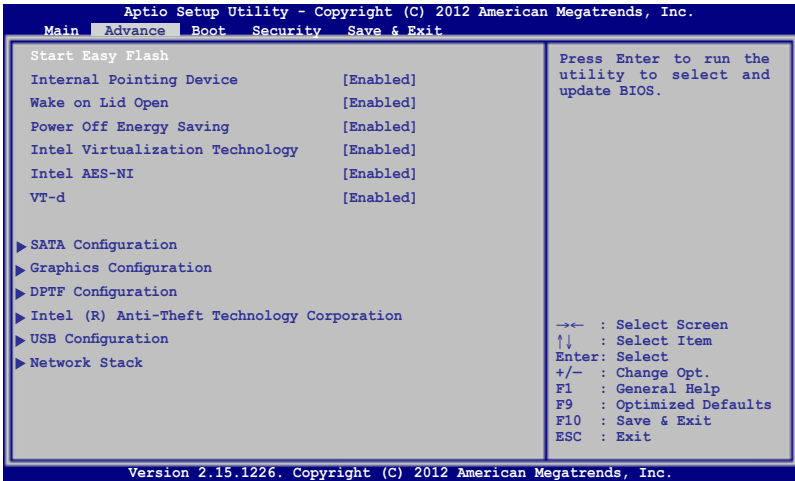 Aptio Setup Utility - Copyright (C) 2012 American Megatrends, Inc.
Main Advance Boot Security Save & Exit
Start Easy Flash
Internal Pointing Device [Enabled]
Wake on Lid Open [Enabled]
Power Off Energy Saving [Enabled]
Intel Virtualization Technology [Enabled]
Intel AES-NI [Enabled]
VT-d [Enabled]
SATA Configuration
Graphics Configuration
DPTF Configuration
Intel (R) Anti-Theft Technology Corporation
USB Configuration
Network Stack
Press Enter to run the
utility to select and
update BIOS.
→← : Select Screen
↑↓ : Select Item
Enter: Select
+/— : Change Opt.
F1 : General Help
F9 : Optimized Defaults
F10 : Save & Exit
ESC : Exit
Version 2.15.1226. Copyright (C) 2012 American Megatrends, Inc.